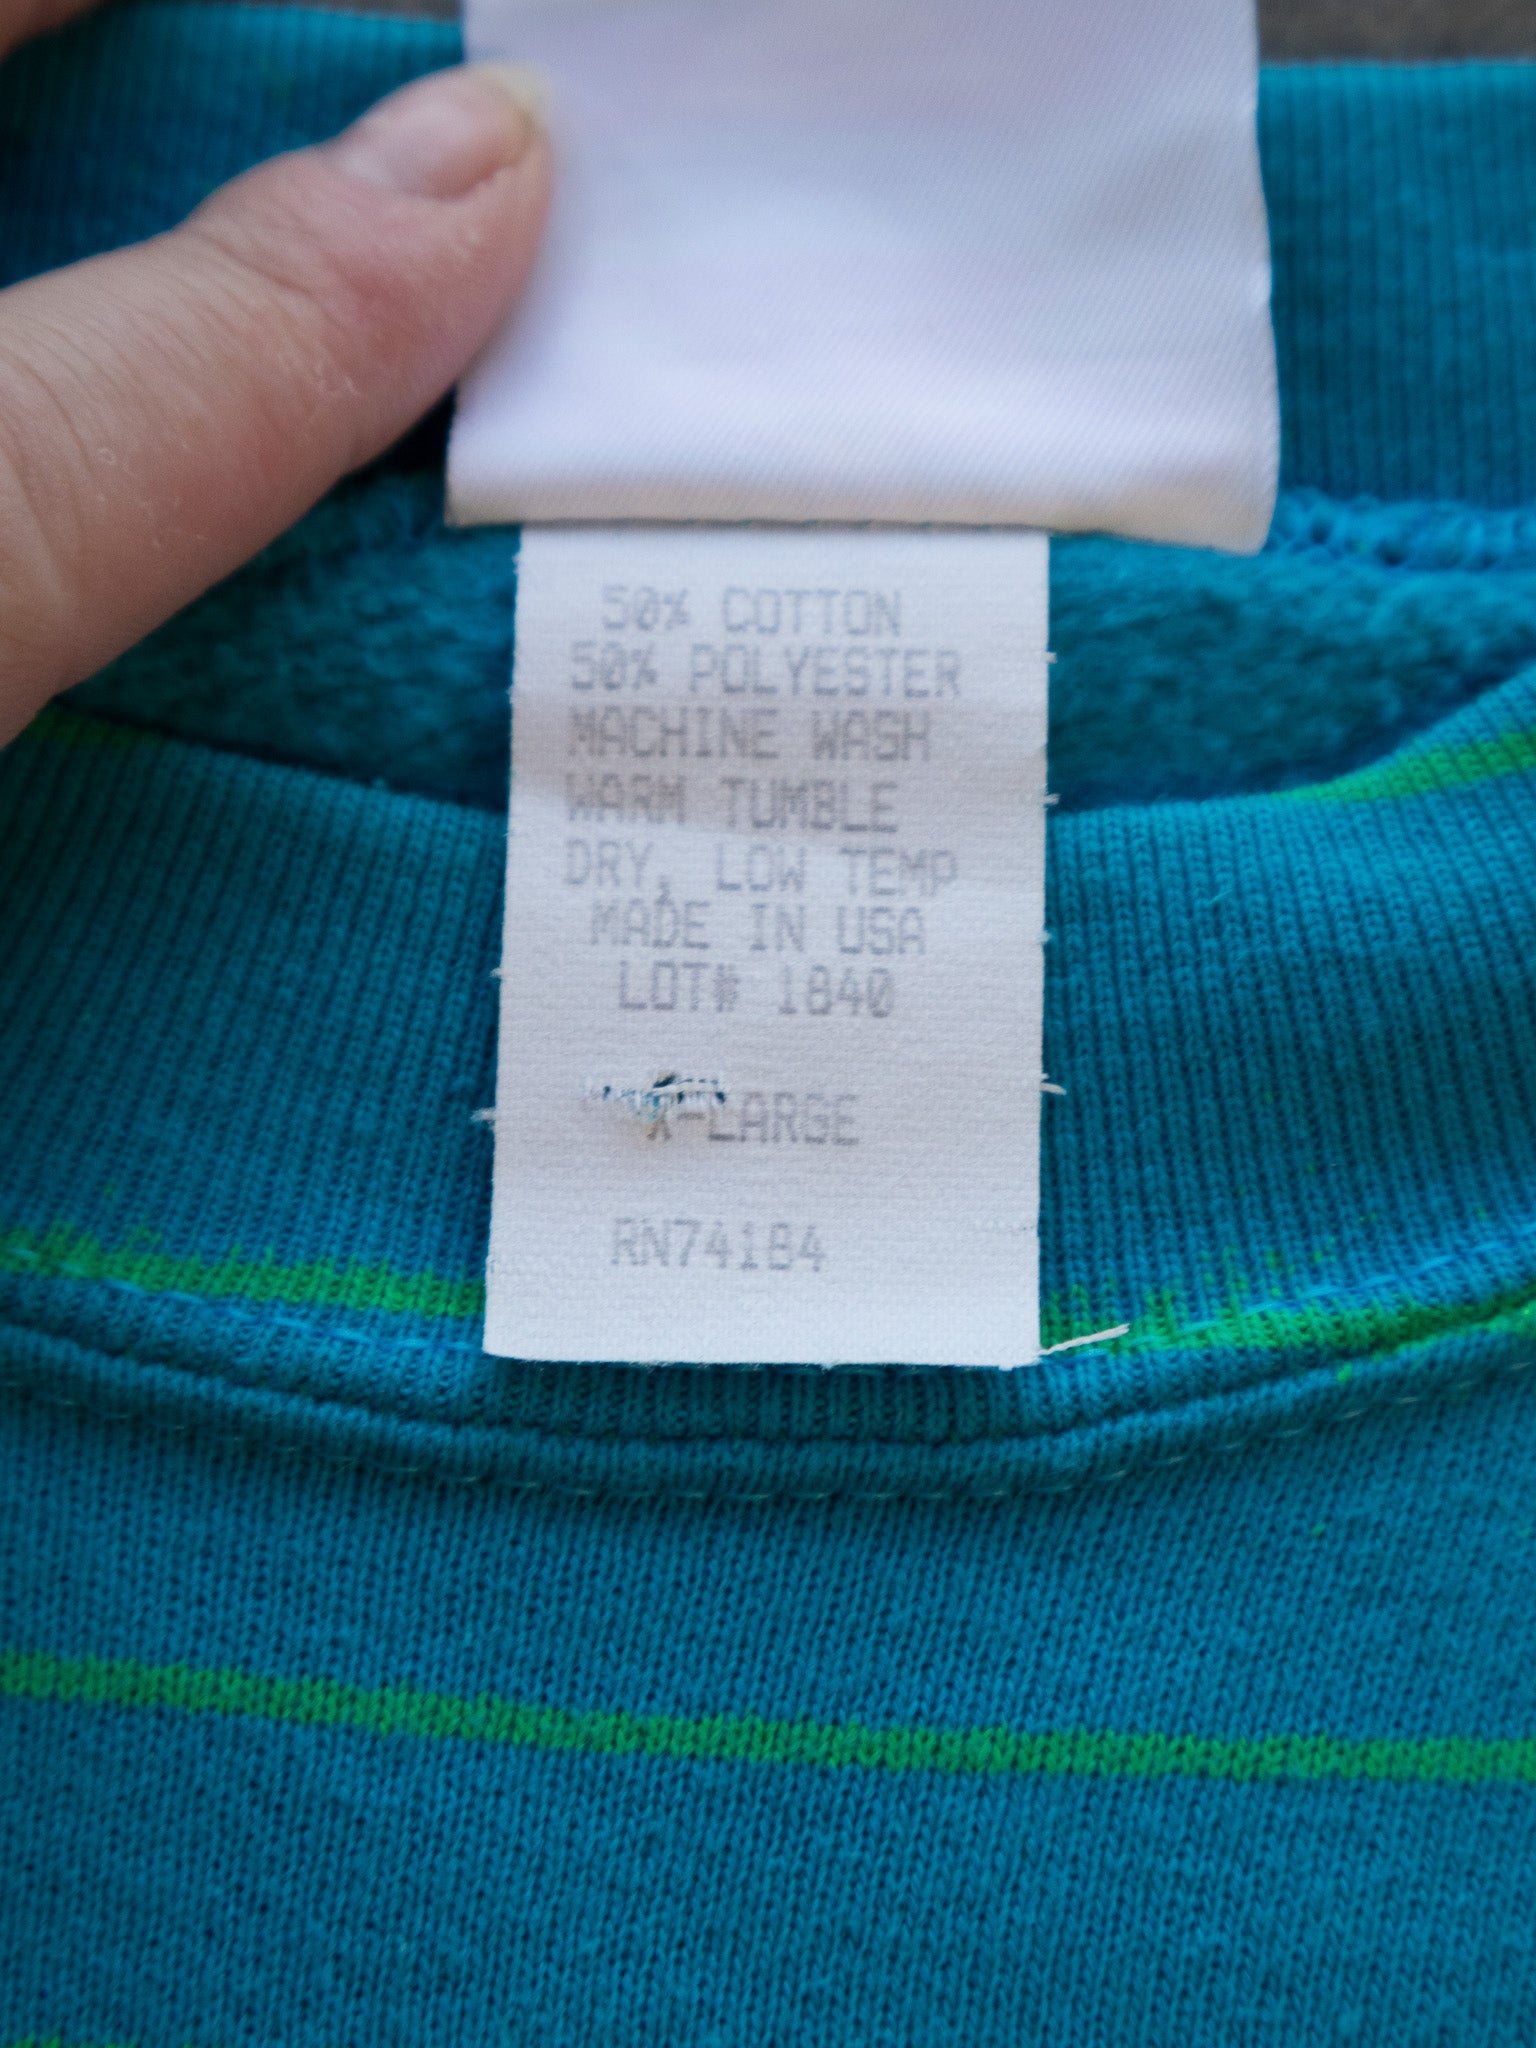 50% COTTON
50% POLYESTER
MACHINE WASH
WARM TUMBLE
DRY, LOW TEMP
MADE IN USA
LOT# 1840
X-LARGE
RN74184